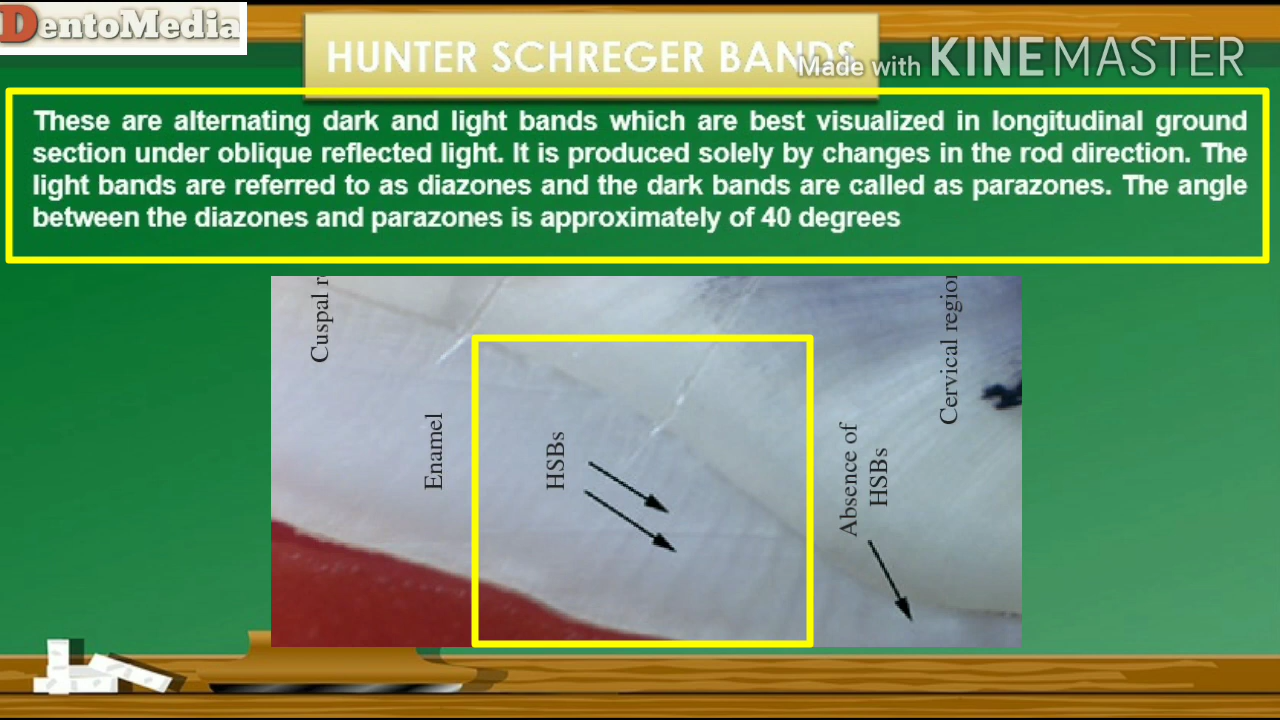 DentoMedia
HUNTER SCHREGER BANDS
Made with KINEMASTER
These are alternating dark and light bands which are best visualized in longitudinal ground
section under oblique reflected light. It is produced solely by changes in the rod direction. The
light bands are referred to as diazones and the dark bands are called as parazones. The angle
between the diazones and parazones is approximately of 40 degrees
Cuspal
Enamel
HSBs
Absence of
HSBs
Cervical region